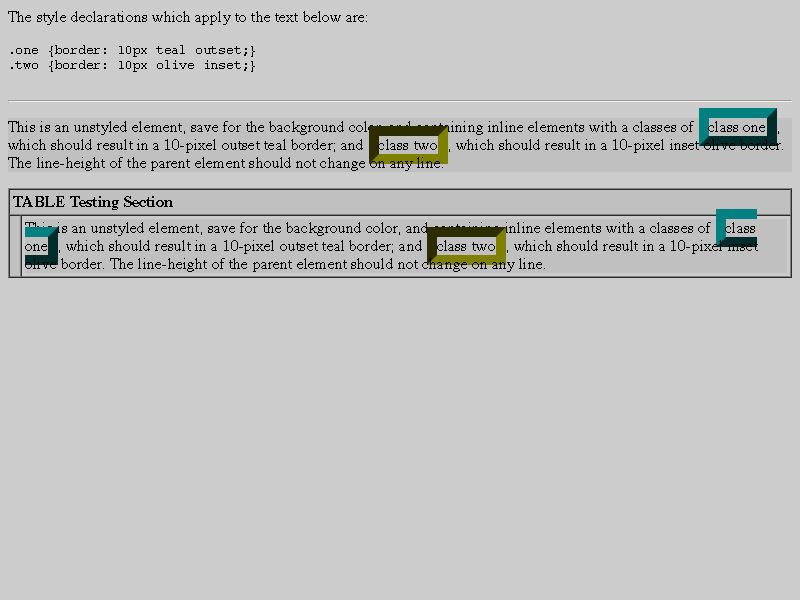 The style declarations which apply to the text below are:
.one {border: 10px teal outset;}
.two {border: 10px olive inset;}
This is an unstyled element, save for the background color, and containing inline elements with a classes of class one,
which should result in a 10-pixel outset teal border; and class two, which should result in a 10-pixel inset olive border.
The line-height of the parent element should not change on any line.
TABLE Testing Section
This is an unstyled element, save for the background color, and containing inline elements with a classes of class
one, which should result in a 10-pixel outset teal border; and class two, which should result in a 10-pixel inset
olive border. The line-height of the parent element should not change on any line.